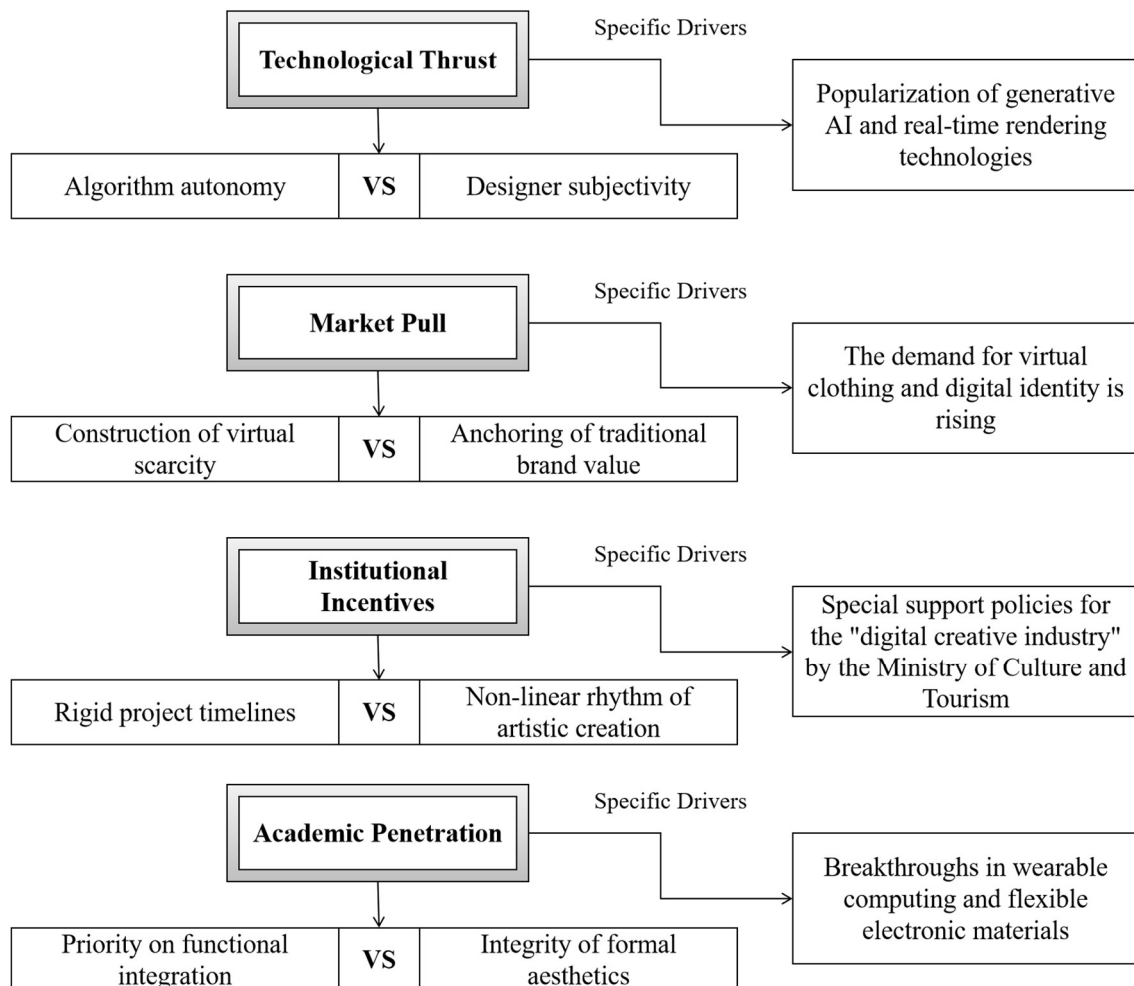 Specific Drivers
Technological Thrust
Popularization of generative
AI and real-time rendering
technologies
Algorithm autonomy
VS
Designer subjectivity
Specific Drivers
Market Pull
The demand for virtual
clothing and digital identity is
rising
Construction of virtual
scarcity
VS
Anchoring of traditional
brand value
Specific Drivers
Institutional
Incentives
Special support policies for
the "digital creative industry"
by the Ministry of Culture and
Tourism
Rigid project timelines
VS
Non-linear rhythm of
artistic creation
Specific Drivers
Academic Penetration
Breakthroughs in wearable
computing and flexible
electronic materials
Priority on functional
integration
VS
Integrity of formal
aesthetics